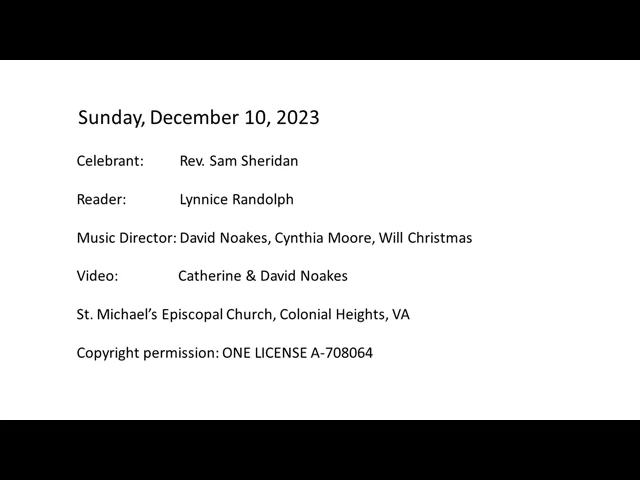 Sunday, December 10, 2023
Celebrant: Rev. Sam Sheridan
Reader: Lynnice Randolph
Music Director: David Noakes, Cynthia Moore, Will Christmas
Video: Catherine & David Noakes
St. Michael's Episcopal Church, Colonial Heights, VA
Copyright permission: ONE LICENSE A-708064